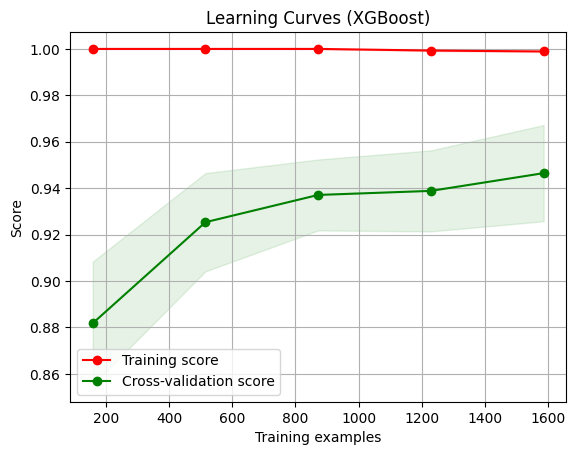 Learning Curves (XGBoost)
1.00
0.98
0.96
0.94
0.92
0.90
0.88
0.86
Score
Training score
Cross-validation score
200 400 600 800 1000 1200 1400 1600
Training examples